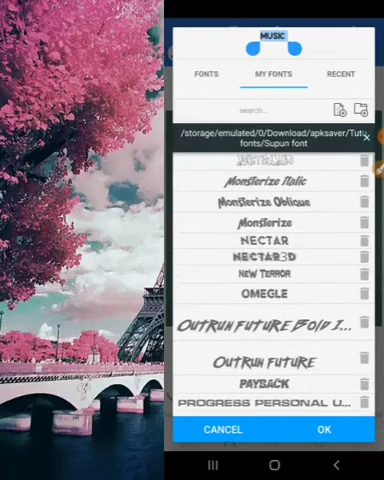 MUSIC
FONTS MY FONTS RECENT
search...
/storage/emulated/0/Download/apksaver/Tutu
fonts/Supun font
Monsterize Italic
Monsterize Oblique
Monsterize
NECTAR
NECTAR3D
NEW TERROR
OMEGLE
OUTRUN FUTURE BOLD I...
OUTRUN FUTURE
PAYBACK
PROGRESS PERSONAL U...
CANCEL OK